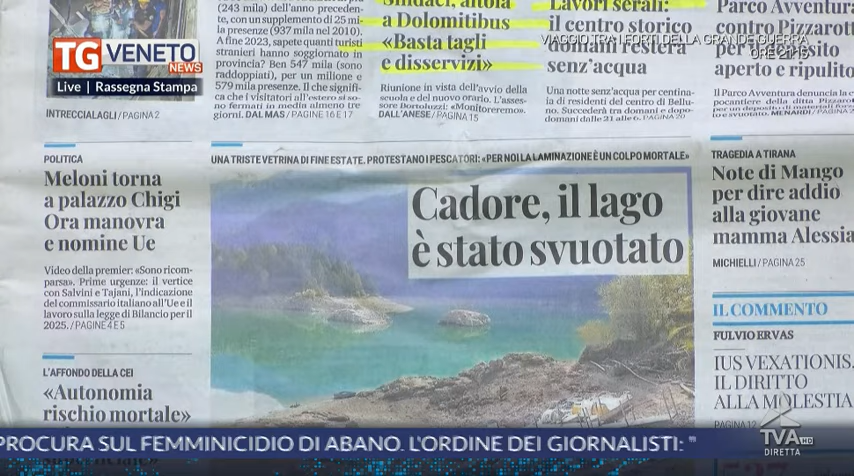 (243 mila) dell'anno preceden-
te, con un supplemento di 25 mi-
la presenze (937 mila nel 2010).
A fine 2023, sapete quanti turisti
stranieri hanno soggiornato in
provincia? Ben 547 mila (sono
raddoppiati), per un milione e
579 mila presenze. Il che signifi-
ca che i visitatori all'estero si so-
no fermati in media almeno tre
giorni. DAL MAS / PAGINE 16 E 17
TG VENETO
NEWS
Live | Rassegna Stampa
INTRECCIALAGLI / PAGINA 2
Sindaci, altolà
a Dolomitibus
«Basta tagli
e disservizi»
Riunione in vista dell'avvio della
scuola e del nuovo orario. L'asses-
sore Bortoluzzi: «Monitoreremo».
DALL'ANESE / PAGINA 15
Lavori serali:
il centro storico
domani resterà
senz'acqua
Una notte senz'acqua per centina-
ia di residenti del centro di Bellu-
no. Succederà tra domani e dopo-
domani dalle 21 alle 6. / PAGINA 20
Parco Avventura
contro Pizzarott
per
aperto e ripulito
Il Parco Avventura denuncia la
MENARDI / PAGINA
VIAGGIO TRA I FORTI DELLA GRANDE GUERRA
ORE 21:15
POLITICA
Meloni torna
a palazzo Chigi
Ora manovra
e nomine Ue
Video della premier: «Sono ricom-
parsa». Prime urgenze: il vertice
con Salvini e Tajani, l'indicazione
del commissario italiano all'Ue e il
lavoro sulla legge di Bilancio per il
2025. / PAGINE 4 E 5
L'AFFONDO DELLA CEI
«Autonomia
rischio mortale»
UNA TRISTE VETRINA DI FINE ESTATE. PROTESTANO I PESCATORI: «PER NOI LA LAMINAZIONE È UN COLPO MORTALE»
Cadore, il lago
è stato svuotato
TRAGEDIA A TIRANA
Note di Mango
per dire addio
alla giovane
mamma Alessia
MICHIELLI / PAGINA 25
IL COMMENTO
FULVIO ERVAS
IUS VEXATIONIS,
IL DIRITTO
ALLA MOLESTIA
PAGINA 12
PROCURA SUL FEMMINICIDIO DI ABANO. L'ORDINE DEI GIORNALISTI: "
TVA HD
DIRETTA